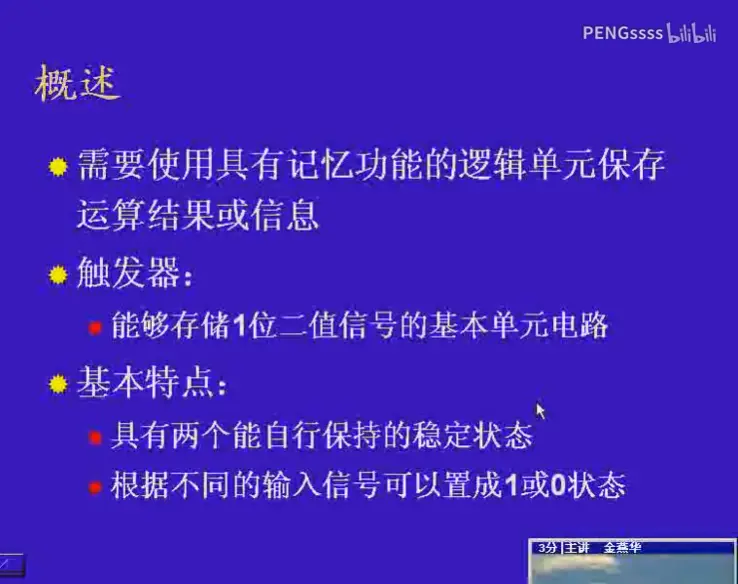 PENGssss bilibili
概述
需要使用具有记忆功能的逻辑单元保存
运算结果或信息
触发器：
能够存储1位二值信号的基本单元电路
基本特点：
具有两个能自行保持的稳定状态
根据不同的输入信号可以置成1或0状态
3分 主讲 金燕华